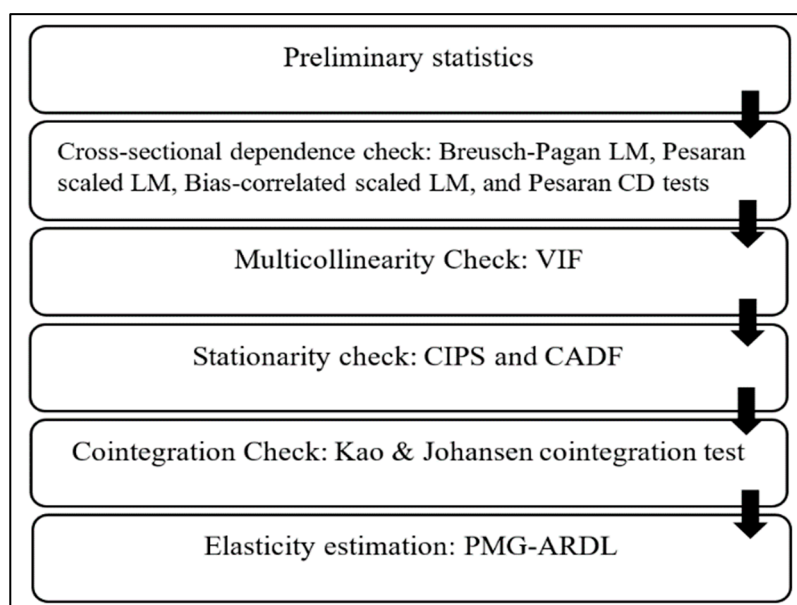 Preliminary statistics
Cross-sectional dependence check: Breusch-Pagan LM, Pesaran
scaled LM, Bias-correlated scaled LM, and Pesaran CD tests
Multicollinearity Check: VIF
Stationarity check: CIPS and CADF
Cointegration Check: Kao & Johansen cointegration test
Elasticity estimation: PMG-ARDL